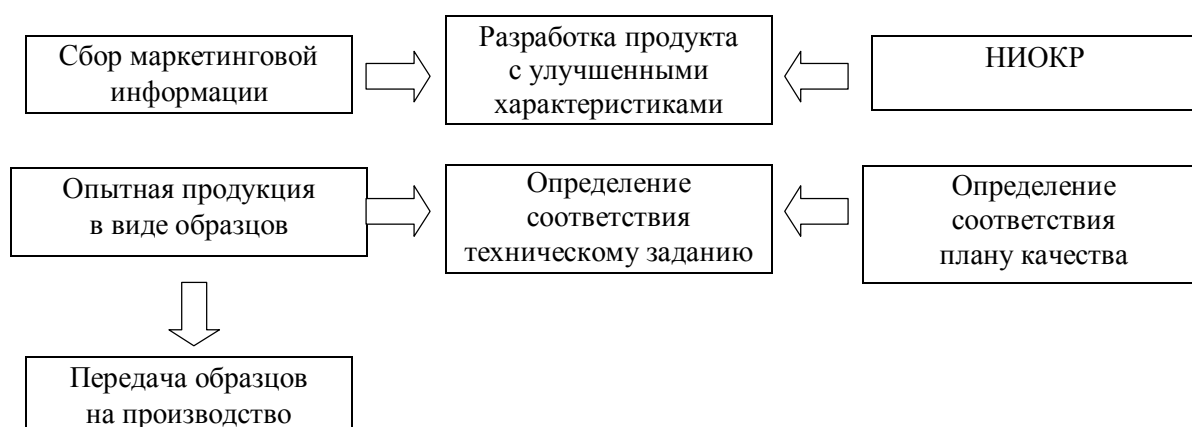 Сбор маркетинговой
информации
Разработка продукта
с улучшенными
характеристиками
НИОКР
Опытная продукция
в виде образцов
Определение
соответствия
техническому заданию
Определение
соответствия
плану качества
Передача образцов
на производство